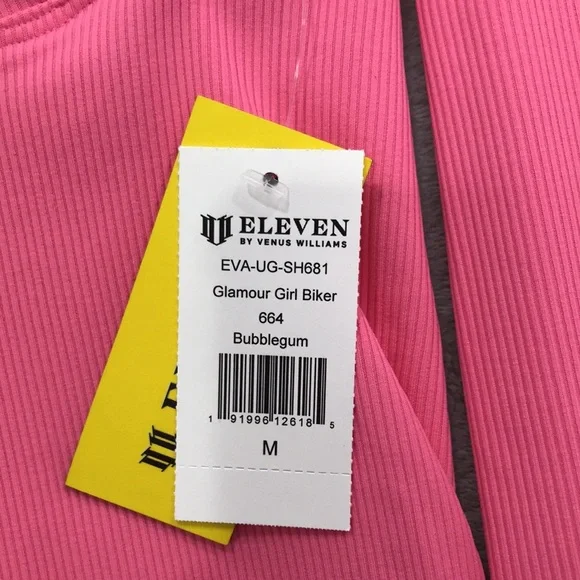 ELEVEN
BY VENUS WILLIAMS
EVA-UG-SH681
Glamour Girl Biker
664
Bubblegum
1 91996 12618 5
M